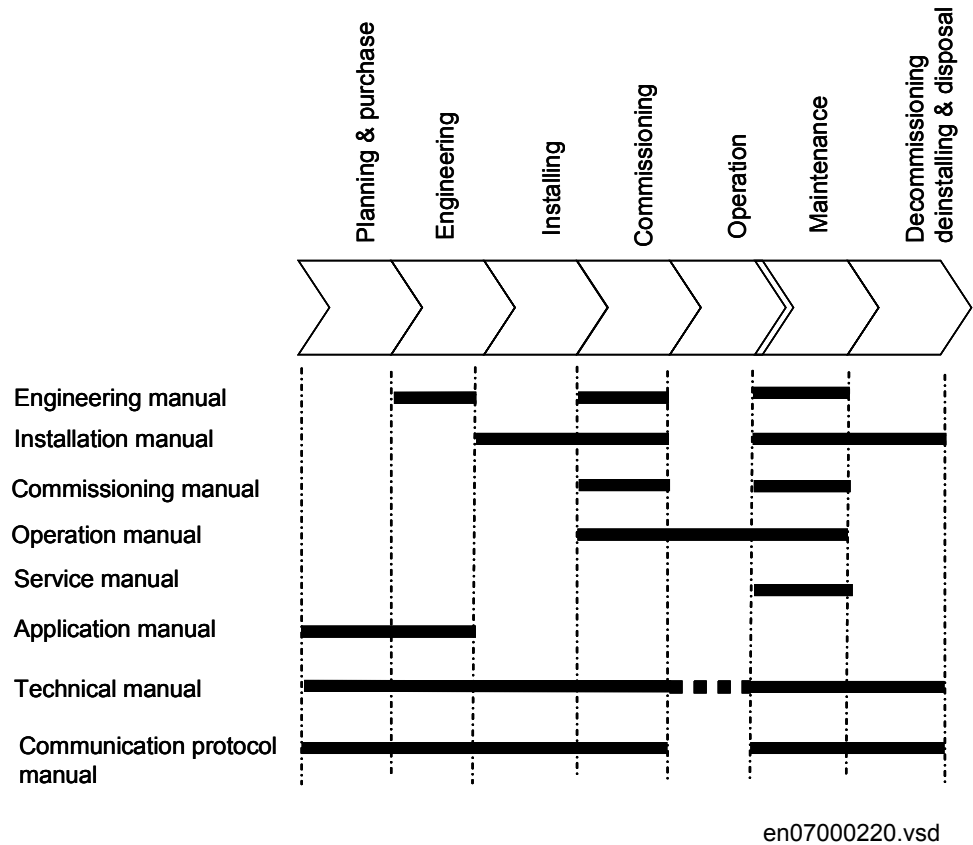 Planning & purchase
Engineering
Installing
Commissioning
Operation
Maintenance
Decommissioning
deinstalling & disposal
Engineering manual
Installation manual
Commissioning manual
Operation manual
Service manual
Application manual
Technical manual
Communication protocol
manual
en07000220.vsd